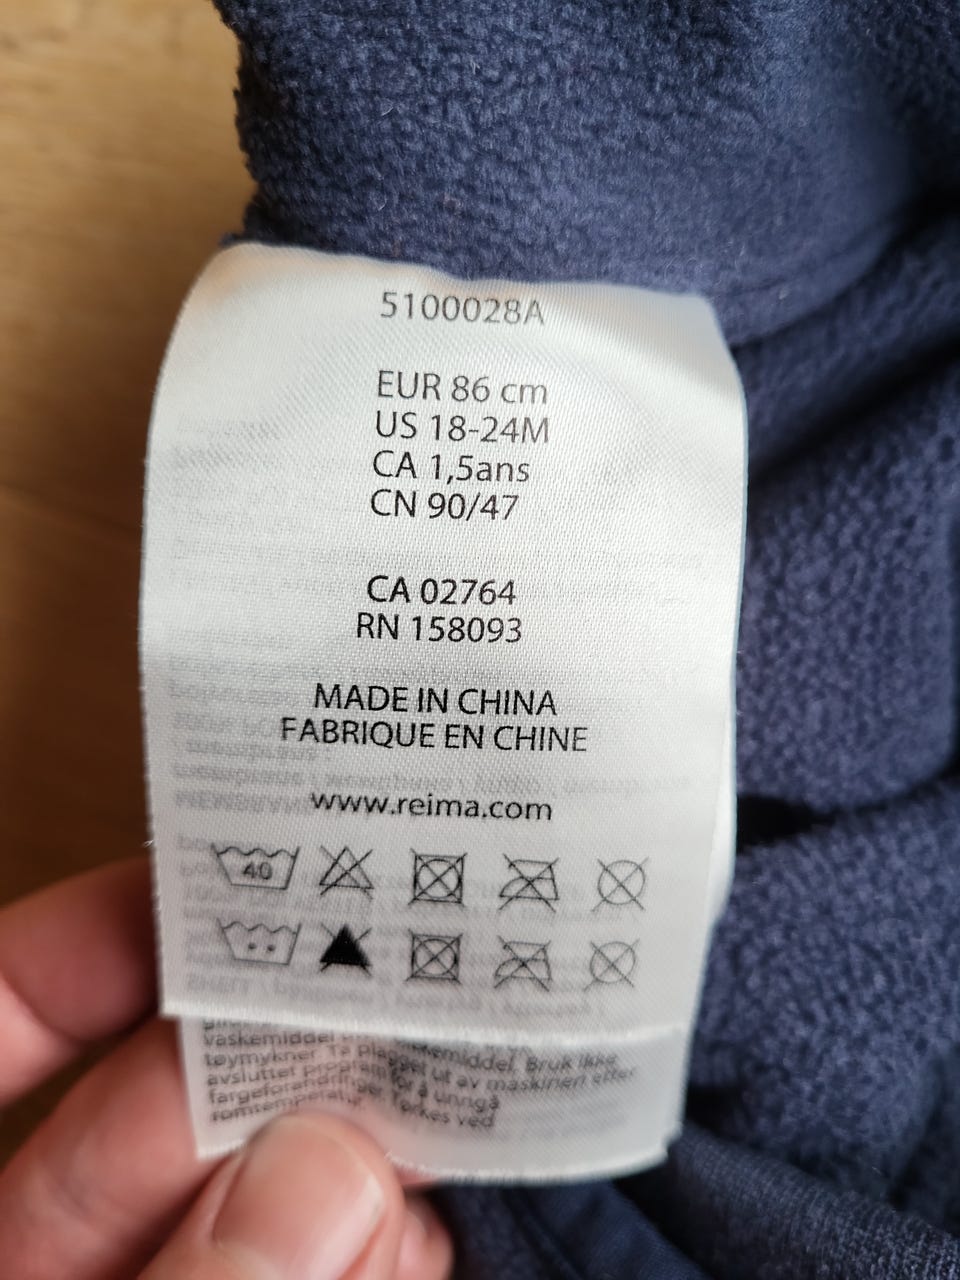 5100028A
EUR 86 cm
US 18-24M
CA 1,5ans
CN 90/47
CA 02764
RN 158093
MADE IN CHINA
FABRIQUE EN CHINE
www.reima.com
40
vaskemiddel
tøymykner. Ta plagget ut av maskinen etter
avsluttet program for å unngå
fargeforandringer. Tørkes ved
romtemperatur.